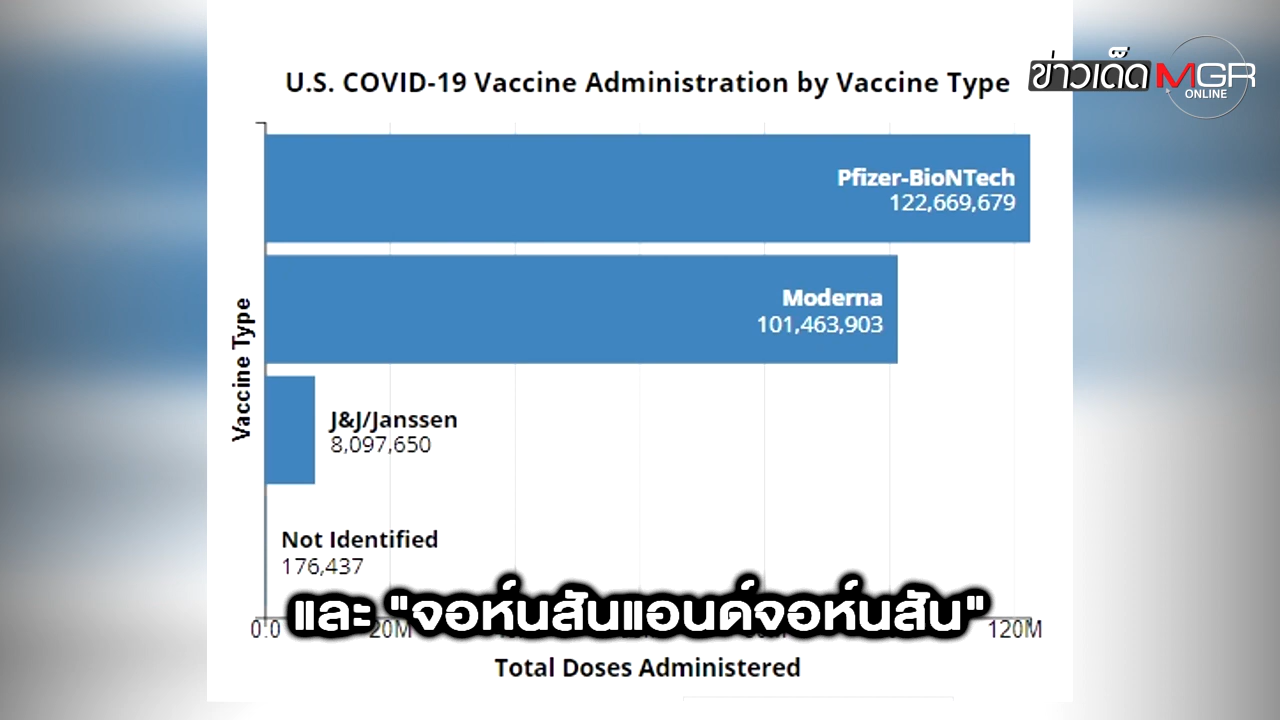 ข่าวเด็ด MGR
ONLINE
U.S. COVID-19 Vaccine Administration by Vaccine Type
Pfizer-BioNTech
122,669,679
Moderna
101,463,903
Vaccine Type
J&J/Janssen
8,097,650
Not Identified
176,437
และ "จอห์นสันแอนด์จอห์นสัน"
0.0 20M 120M
Total Doses Administered